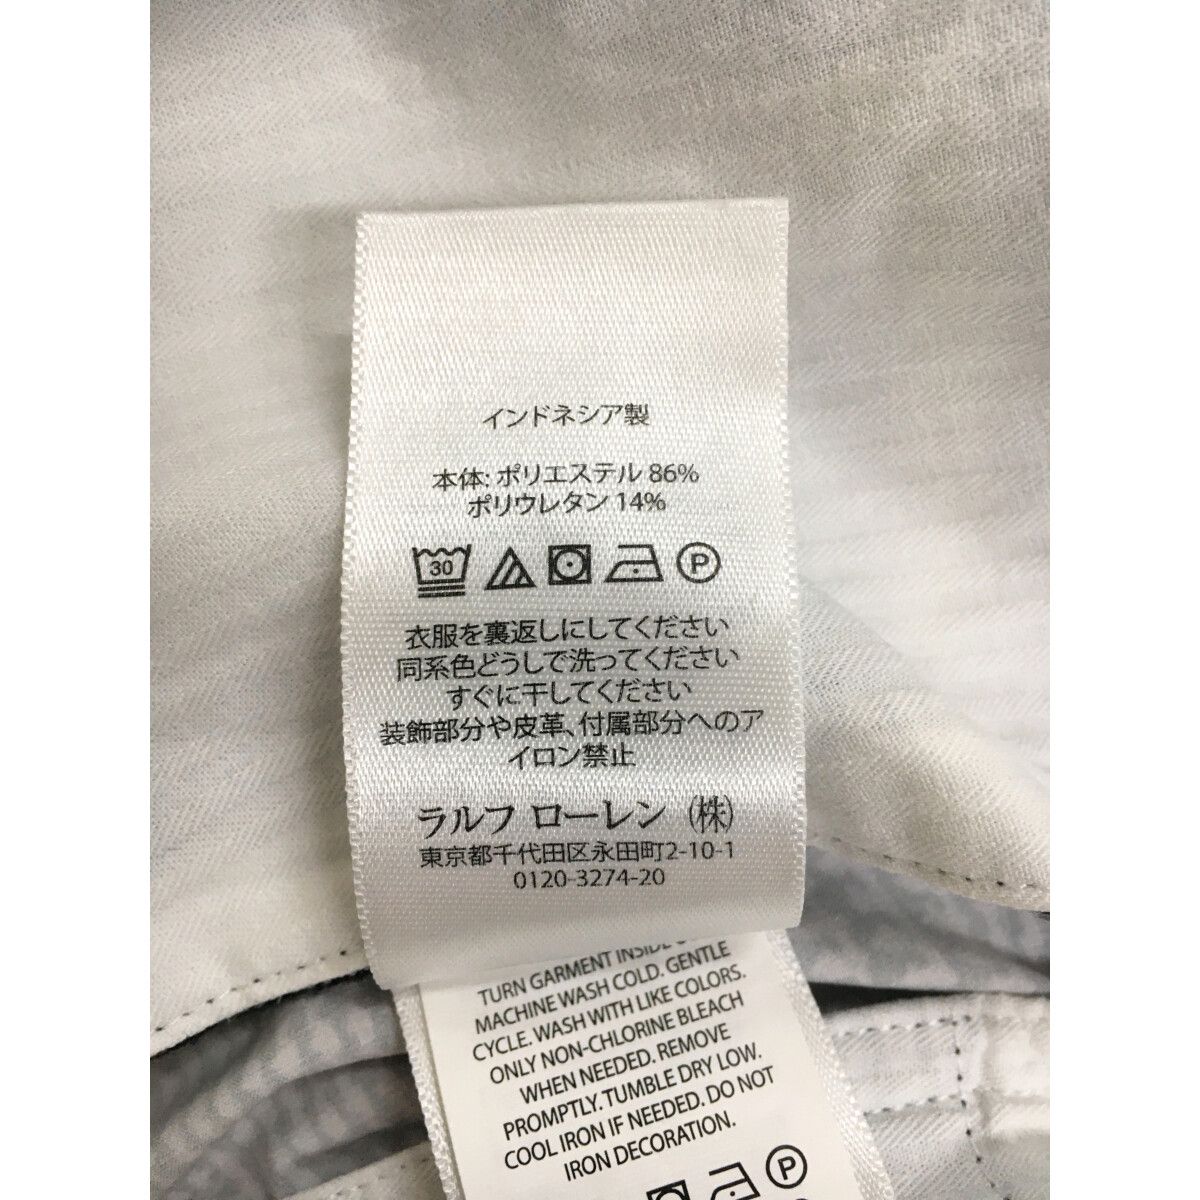 インドネシア製
本体: ポリエステル 86%
ポリウレタン 14%
30 P
衣服を裏返しにしてください
同系色どうしで洗ってください
すぐに干してください
装飾部分や皮革、付属部分へのア
イロン禁止
ラルフ ローレン (株)
東京都千代田区永田町2-10-1
0120-3274-20
TURN GARMENT INSIDE
MACHINE WASH COLD. GENTLE
CYCLE. WASH WITH LIKE COLORS.
ONLY NON-CHLORINE BLEACH
WHEN NEEDED. REMOVE
PROMPTLY. TUMBLE DRY LOW.
COOL IRON IF NEEDED. DO NOT
IRON DECORATION.
P